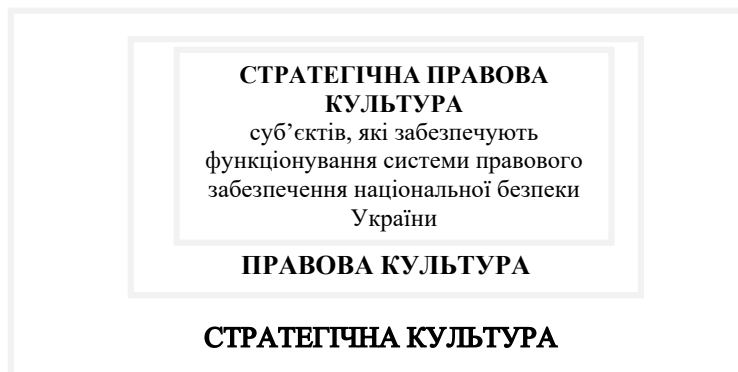 СТРАТЕГІЧНА ПРАВОВА
КУЛЬТУРА
суб’єктів, які забезпечують
функціонування системи правового
забезпечення національної безпеки
України
ПРАВОВА КУЛЬТУРА
СТРАТЕГІЧНА КУЛЬТУРА